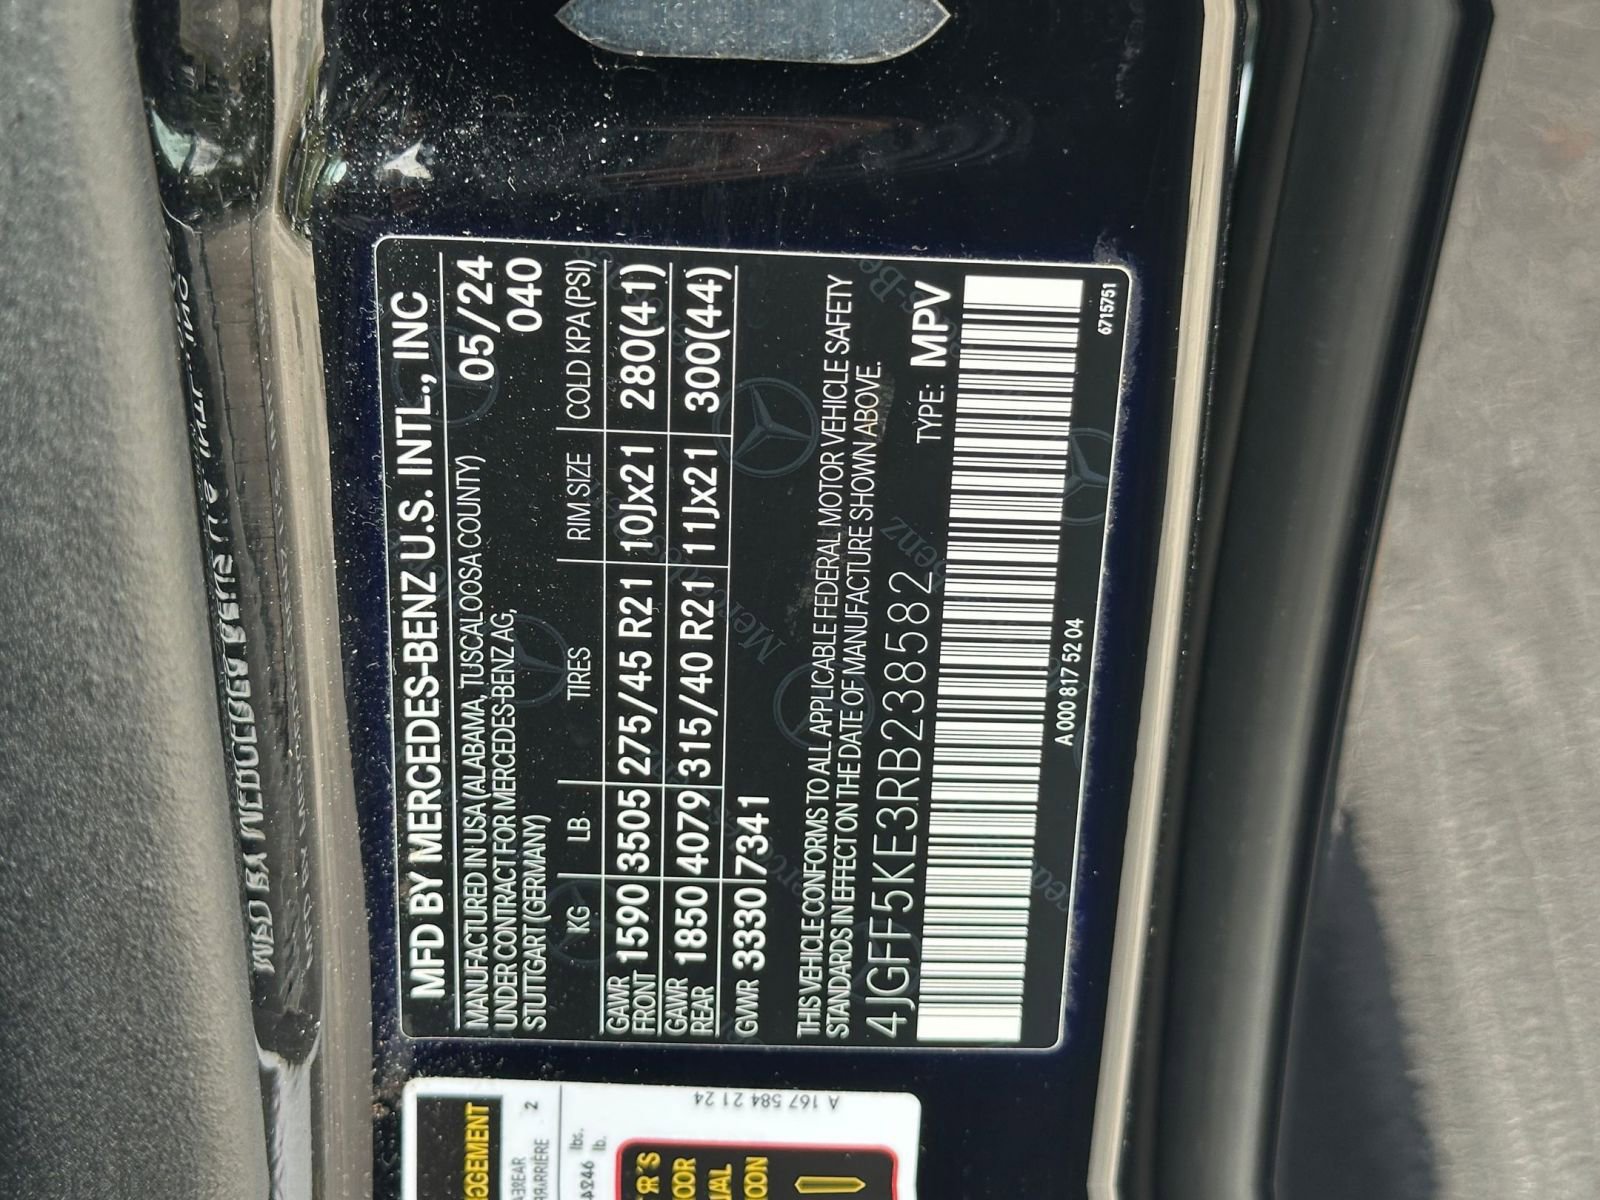 MFD BY MERCEDES-BENZ U.S. INTL., INC
MANUFACTURED IN USA (ALABAMA, TUSCALOOSA COUNTY) 05/24
UNDER CONTRACT FOR MERCEDES-BENZ AG, 040
STUTTGART (GERMANY)
KG LB. TIRES RIM SIZE COLD KPA (PSI)
GAWR FRONT 1590 3505 275/45 R21 10Jx21 280(41)
GAWR REAR 1850 4079 315/40 R21 11Jx21 300(44)
GVWR 3330 7341
THIS VEHICLE CONFORMS TO ALL APPLICABLE FEDERAL MOTOR VEHICLE SAFETY
STANDARDS IN EFFECT ON THE DATE OF MANUFACTURE SHOWN ABOVE.
4JGFF5KE3RB238582 TYPE: MPV
A 000 817 52 04 6715751
A 167 584 21 24
2
lbs.
lb.